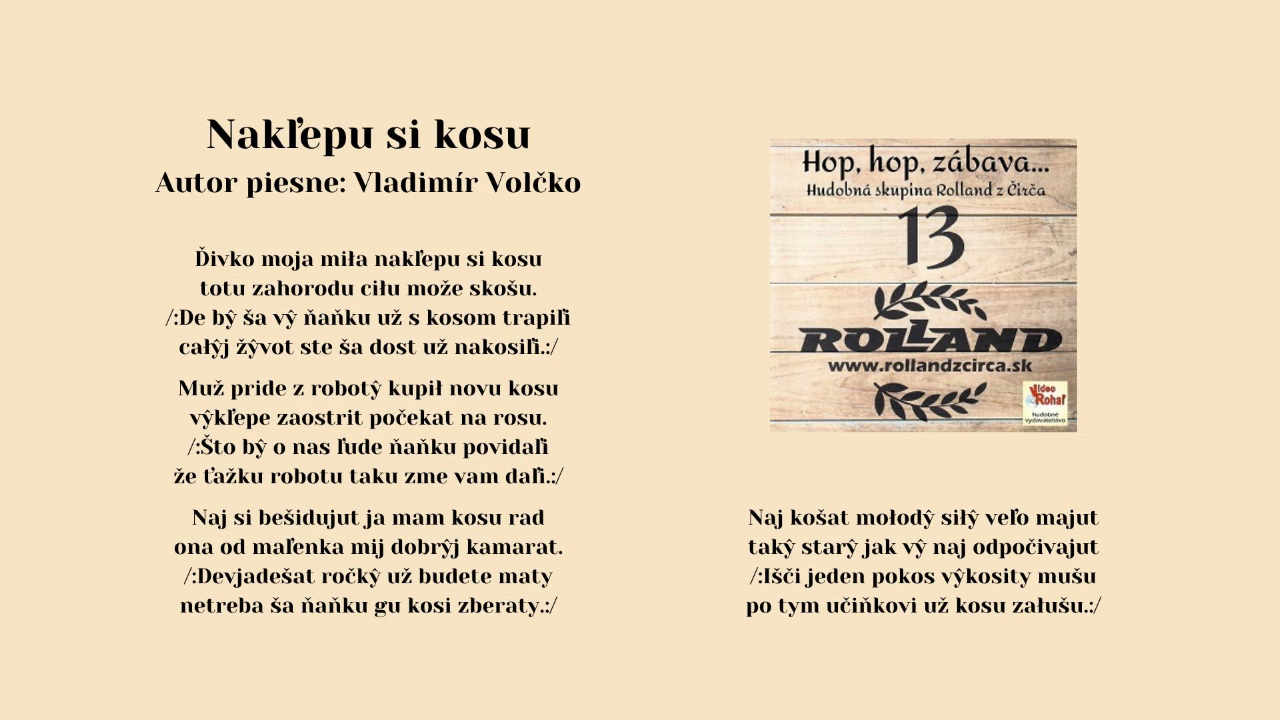 Nakľepu si kosu
Autor piesne: Vladimír Volčko
Ďivko moja miła nakľepu si kosu
totu zahorodu ciłu može skošu.
/:De bŷ ša vŷ ňaňku už s kosom trapiľi
całŷj žŷvot ste ša dost už nakosiľi.:/
Muž pride z robotŷ kupił novu kosu
vŷkľepe zaostrit počekat na rosu.
/:Što bŷ o nas ľude ňaňku povidaľi
že ťažku robotu taku zme vam daľi.:/
Naj si bešidujut ja mam kosu rad
ona od maľenka mij dobrŷj kamarat.
/:Devjadešat ročkŷ už budete maty
netreba ša ňaňku gu kosi zberaty.:/
Hop, hop, zábava...
Hudobná skupina Rolland z Čirča
13
ROLLAND
www.rollandzcirca.sk
Video
Rohaľ
hudobné
vydavateľstvo
Naj košat mołodŷ siłŷ veľo majut
takŷ starŷ jak vŷ naj odpočivajut
/:Išči jeden pokos vŷkosity mušu
po tym učiňkovi už kosu załušu.:/